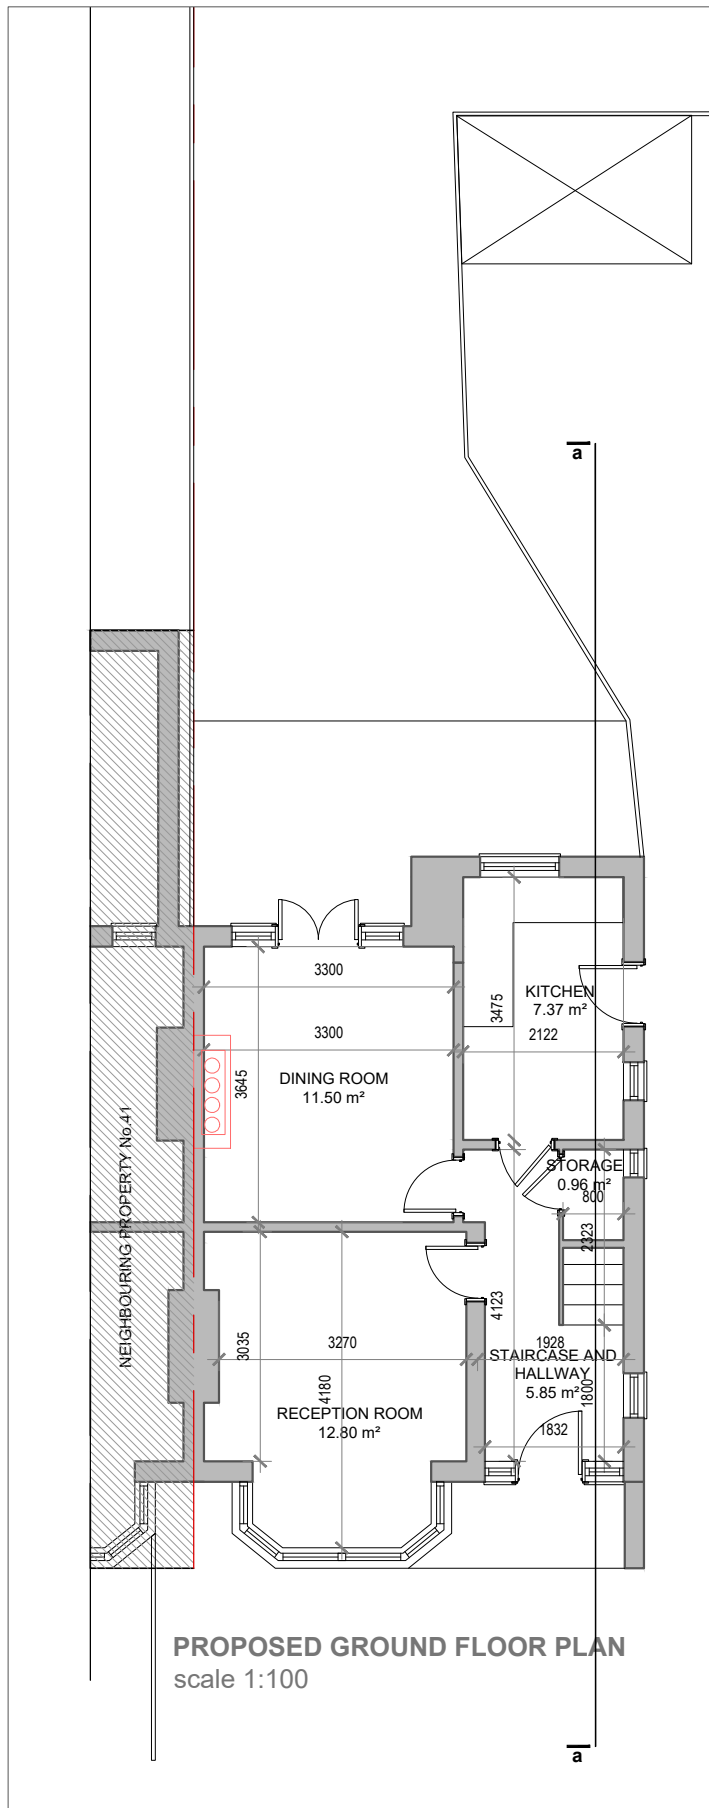 a
3300
3475
KITCHEN
7.37 m²
2122
3300
3645
DINING ROOM
11.50 m²
STORAGE
0.96 m²
800
2323
NEIGHBOURING PROPERTY No.41
4123
3035
3270
4180
1928
STAIRCASE AND
HALLWAY
5.85 m²
1800
RECEPTION ROOM
12.80 m²
1832
PROPOSED GROUND FLOOR PLAN
scale 1:100
a